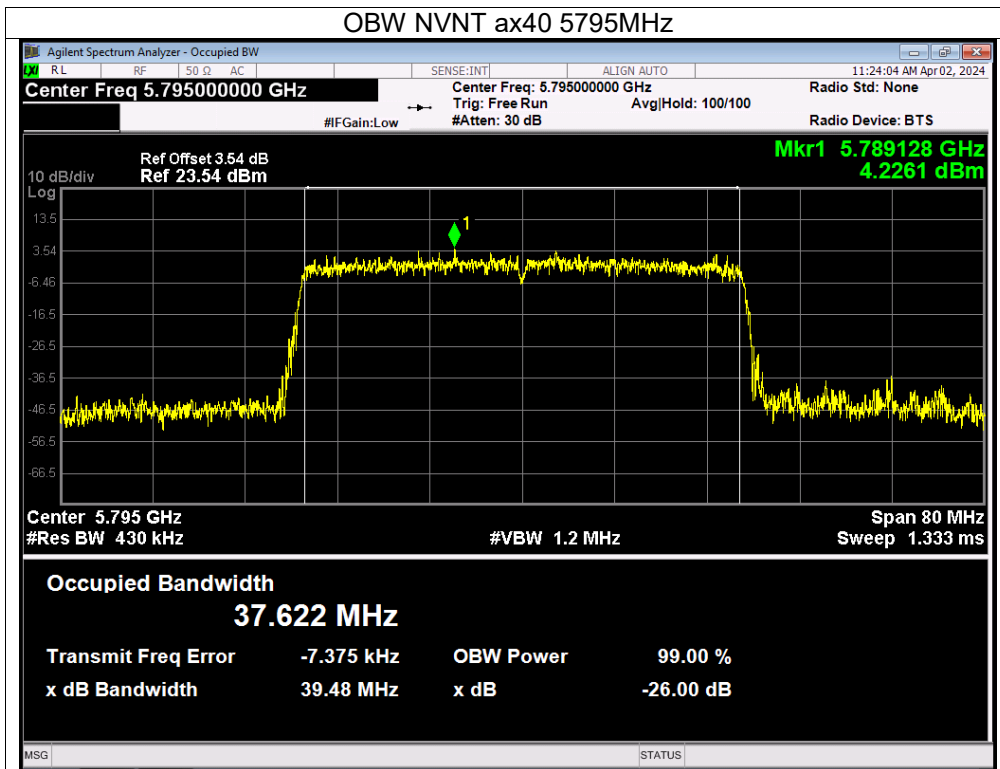 OBW NVNT ax40 5795MHz
Agilent Spectrum Analyzer - Occupied BW
LXI RL RF 50 Ω AC SENSE:INT ALIGN AUTO 11:24:04 AM Apr 02, 2024
Center Freq 5.795000000 GHz
Center Freq: 5.795000000 GHz
Radio Std: None
Trig: Free Run Avg|Hold: 100/100
#IFGain:Low #Atten: 30 dB Radio Device: BTS
Mkr1 5.789128 GHz
4.2261 dBm
Ref Offset 3.54 dB
10 dB/div Ref 23.54 dBm
Log
13.5
1
3.54
-6.46
-16.5
-26.5
-36.5
-46.5
-56.5
-66.5
Center 5.795 GHz Span 80 MHz
#Res BW 430 kHz #VBW 1.2 MHz Sweep 1.333 ms
Occupied Bandwidth
37.622 MHz
Transmit Freq Error -7.375 kHz OBW Power 99.00 %
x dB Bandwidth 39.48 MHz x dB -26.00 dB
MSG STATUS